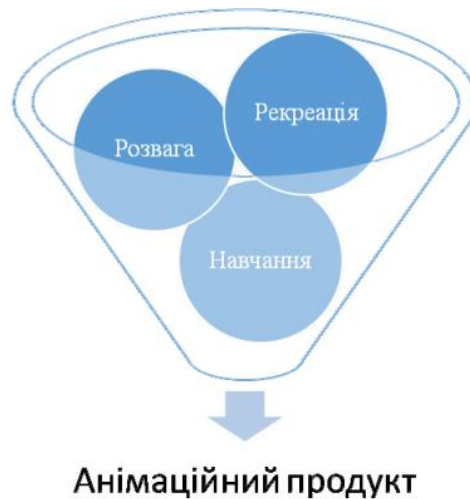 Рекреація
Розвага
Навчання
Анімаційний продукт